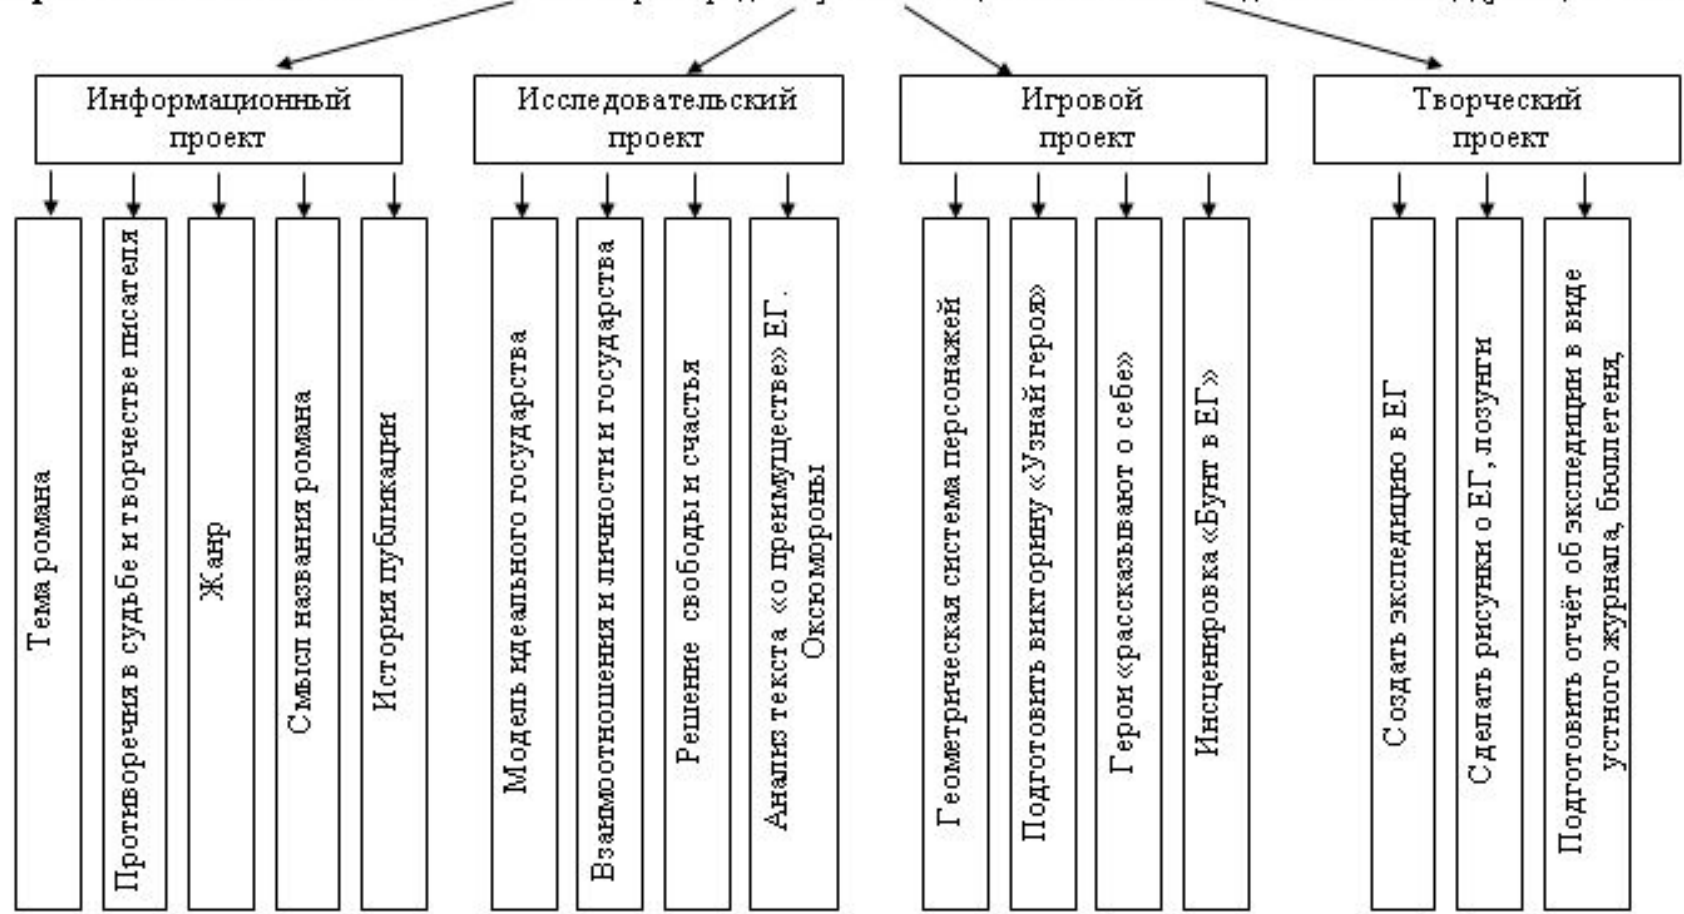 Информационный
проект
Исследовательский
проект
Игровой
проект
Творческий
проект
Тема романа
Противоречия в судьбе и творчестве писателя
Жанр
Смысл названия романа
История публикации
Модель идеального государства
Взаимоотношения и личности и государства
Решение свободы и счастья
Анализ текста «о преимуществе» ЕГ.
Оксюмороны
Геометрическая система персонажей
Подготовить викторину «Узнай героя»
Герои «рассказывают о себе»
Инсценировка «Бунт в ЕГ»
Создать экспедицию в ЕГ
Сделать рисунки о ЕГ, лозунги
Подготовить отчёт об экспедиции в виде
устного журнала, бюллетеня,